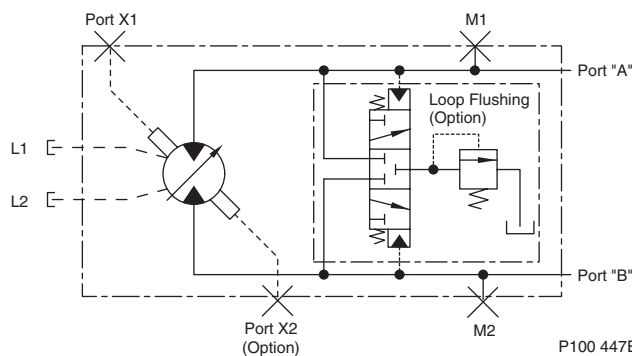 Port X1
M1
Port "A"
Loop Flushing
(Option)
L1
L2
Port "B"
Port X2
(Option)
M2
P100 447E